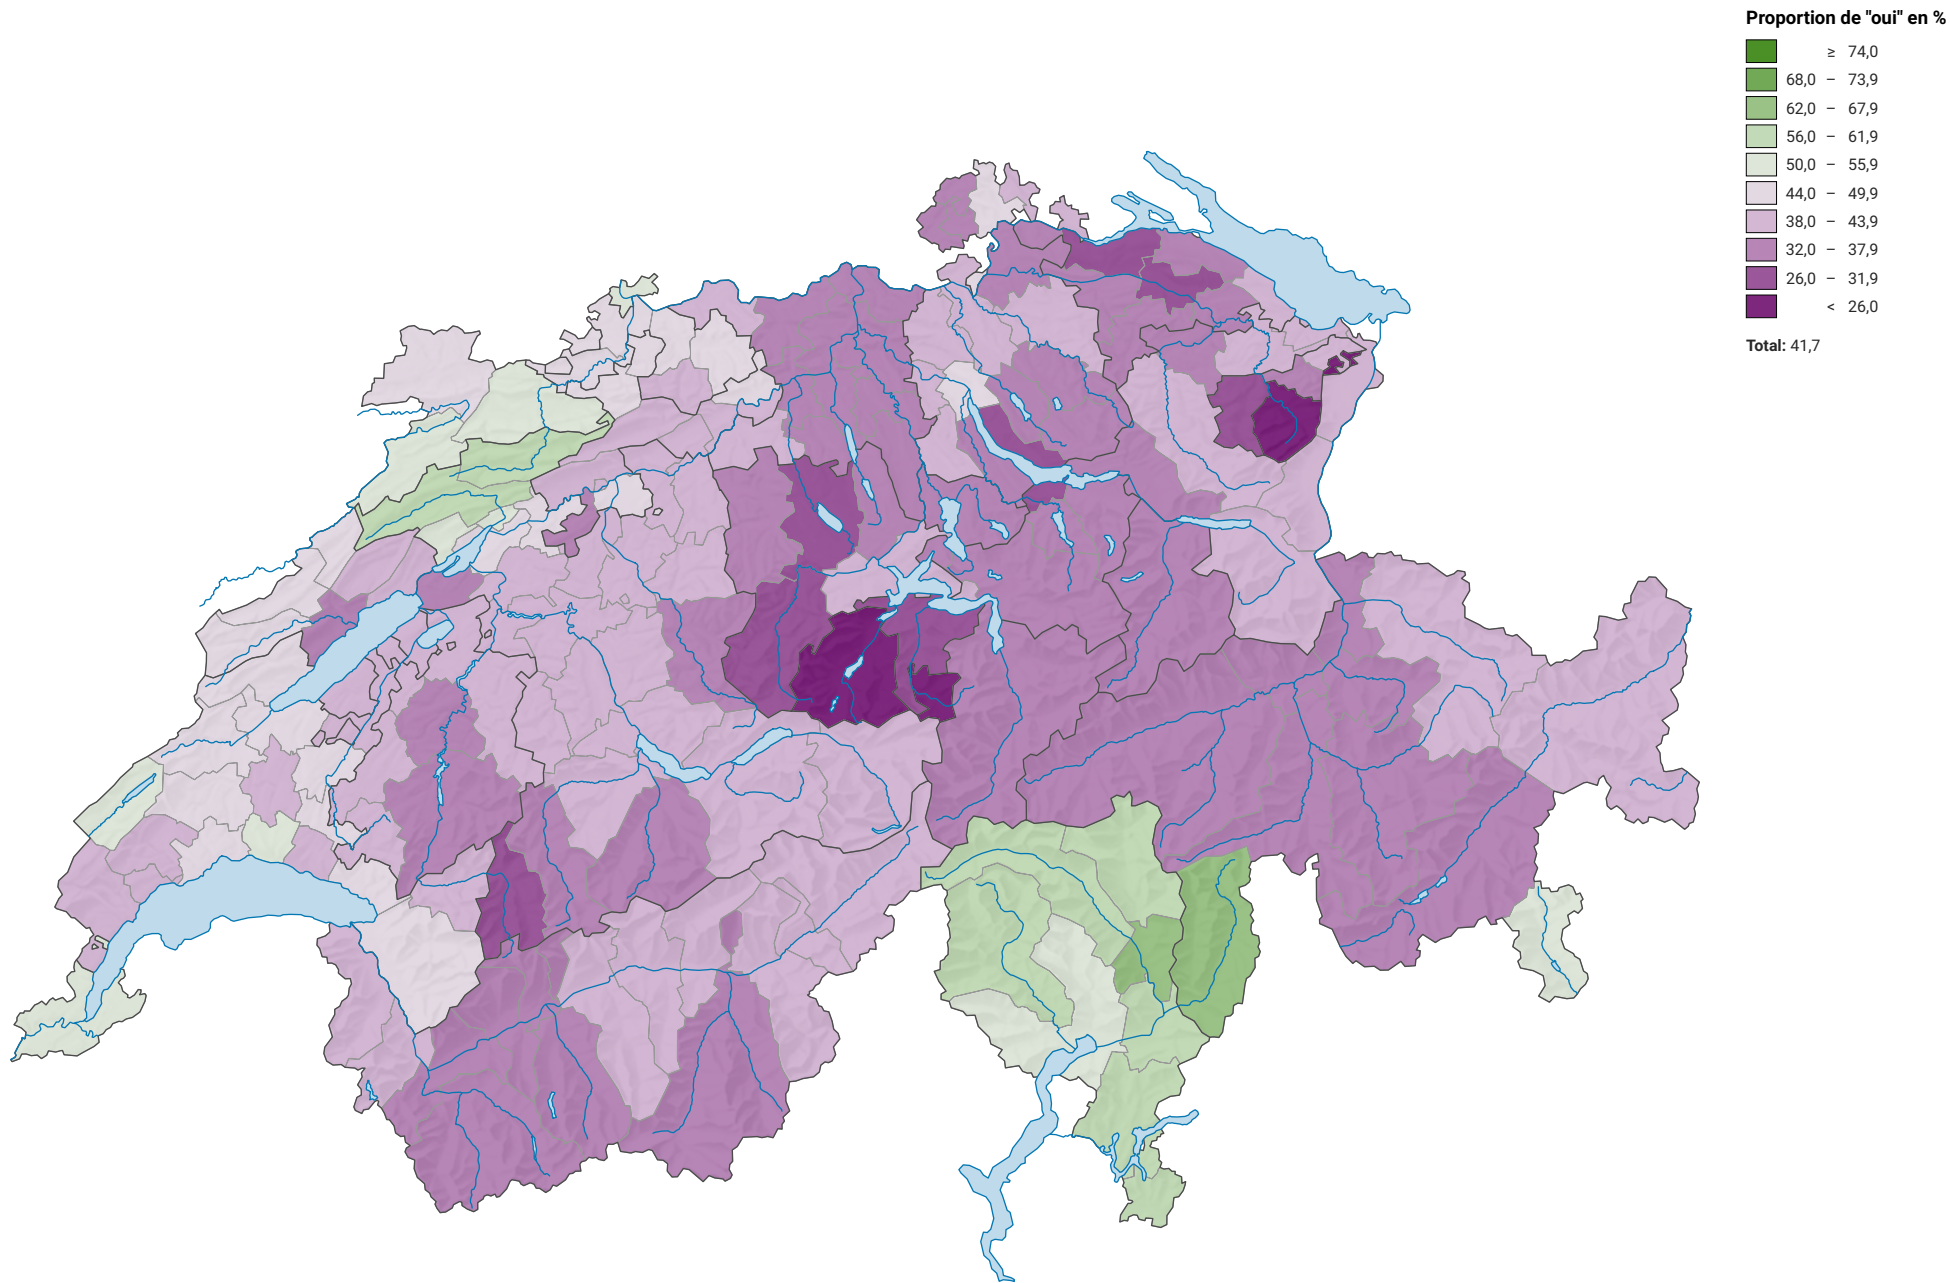 Proportion de "oui" en %
≥ 74,0
68,0 – 73,9
62,0 – 67,9
56,0 – 61,9
50,0 – 55,9
44,0 – 49,9
38,0 – 43,9
32,0 – 37,9
26,0 – 31,9
< 26,0
Total: 41,7